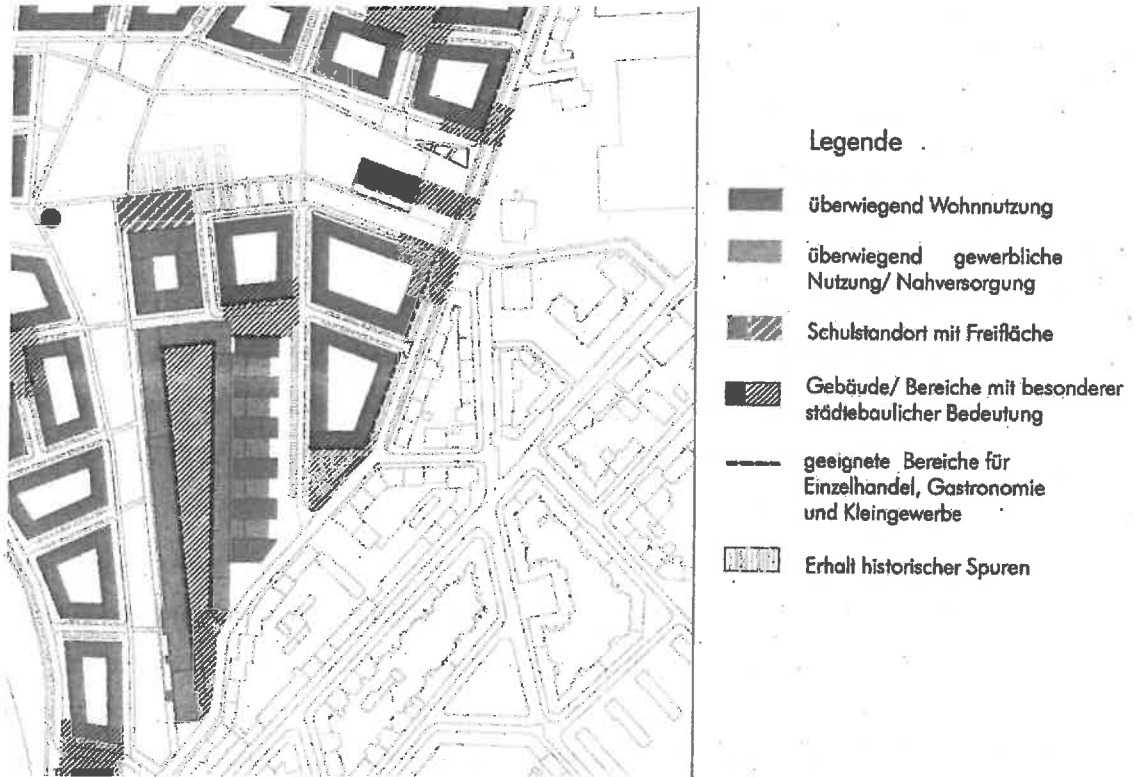 Legende
überwiegend Wohnnutzung
überwiegend gewerbliche
Nutzung/ Nahversorgung
Schulstandort mit Freifläche
Gebäude/ Bereiche mit besonderer
städtebaulicher Bedeutung
geeignete Bereiche für
Einzelhandel, Gastronomie
und Kleingewerbe
Erhalt historischer Spuren